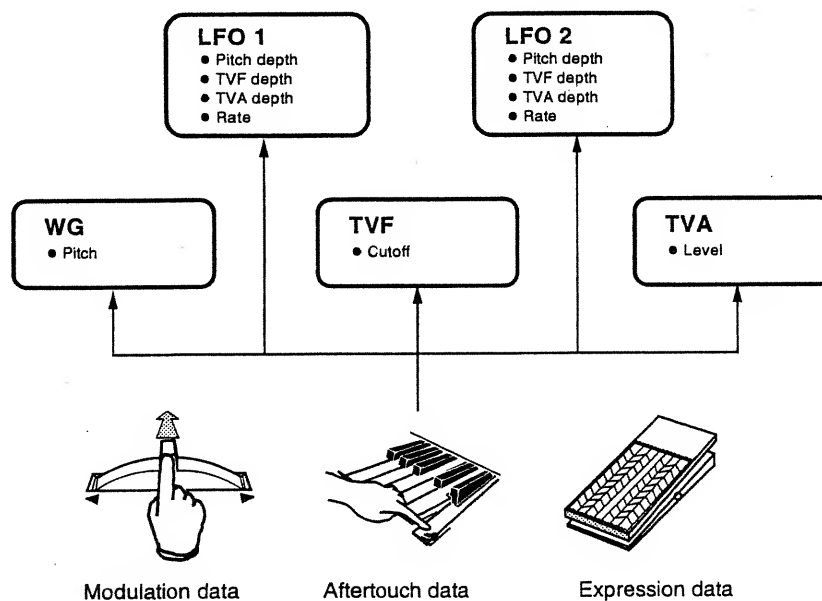 LFO 1
• Pitch depth
• TVF depth
• TVA depth
• Rate
LFO 2
• Pitch depth
• TVF depth
• TVA depth
• Rate
WG
• Pitch
TVF
• Cutoff
TVA
• Level
Modulation data
Aftertouch data
Expression data